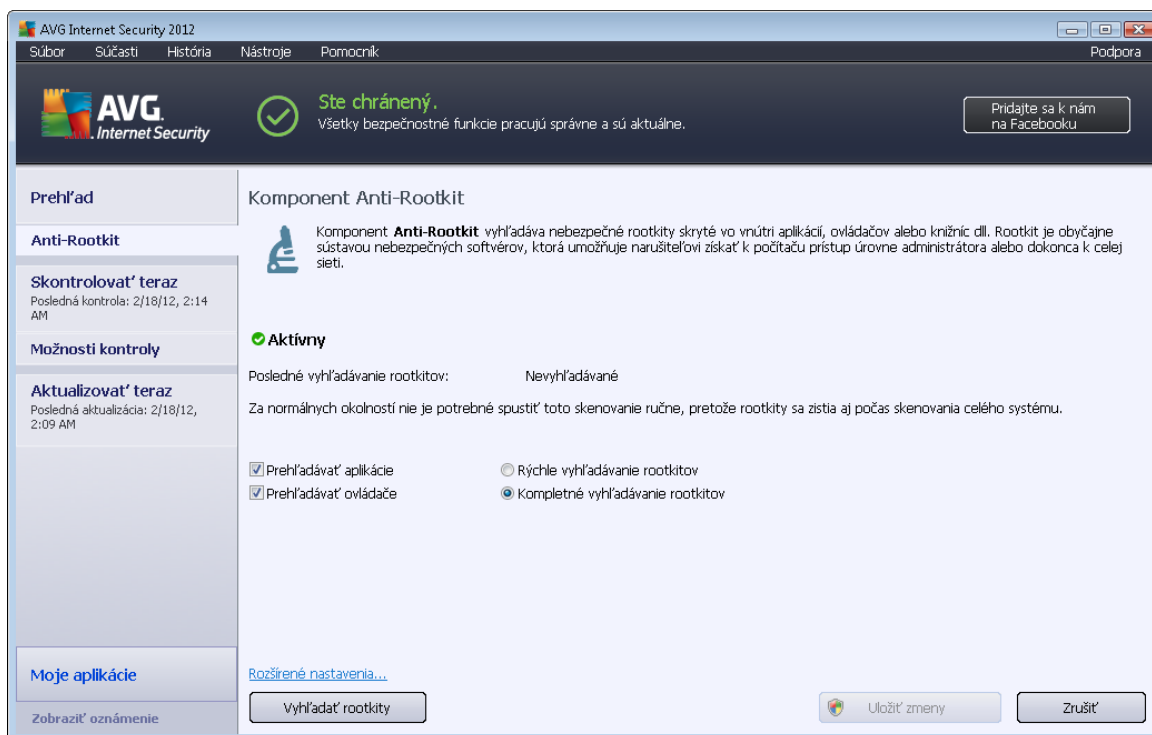 AVG Internet Security 2012
Súbor Súčasti História Nástroje Pomocník Podpora
AVG.
Internet Security
Ste chránený.
Všetky bezpečnostné funkcie pracujú správne a sú aktuálne.
Pridajte sa k nám
na Facebooku
Prehľad
Anti-Rootkit
Skontrolovať teraz
Posledná kontrola: 2/18/12, 2:14
AM
Možnosti kontroly
Aktualizovať teraz
Posledná aktualizácia: 2/18/12,
2:09 AM
Moje aplikácie
Zobraziť oznámenie
Komponent Anti-Rootkit
Komponent Anti-Rootkit vyhľadáva nebezpečné rootkity skryté vo vnútri aplikácií, ovládačov alebo knižníc dll. Rootkit je obyčajne
sústavou nebezpečných softvérov, ktorá umožňuje narušiteľovi získať k počítaču prístup úrovne administrátora alebo dokonca k celej
sieti.
Aktívny
Posledné vyhľadávanie rootkitov: Nevyhľadávané
Za normálnych okolností nie je potrebné spustiť toto skenovanie ručne, pretože rootkity sa zistia aj počas skenovania celého systému.
Prehľadávať aplikácie Rýchle vyhľadávanie rootkitov
Prehľadávať ovládače Kompletné vyhľadávanie rootkitov
Rozšírené nastavenia...
Vyhľadať rootkity Uložiť zmeny Zrušiť